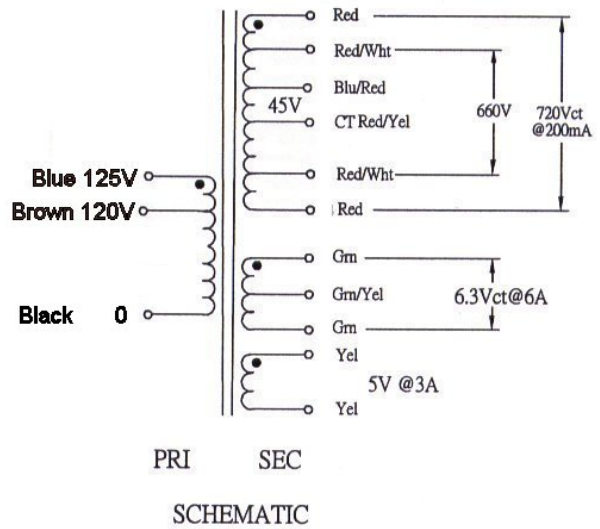 Red
Red/Wht
Blu/Red
45V
CT Red/Yel
660V
720Vct
@200mA
Blue 125V
Brown 120V
Red/Wht
Red
Grn
Grn/Yel
6.3Vct@6A
Black 0
Grn
Yel
5V @3A
Yel
PRI SEC
SCHEMATIC